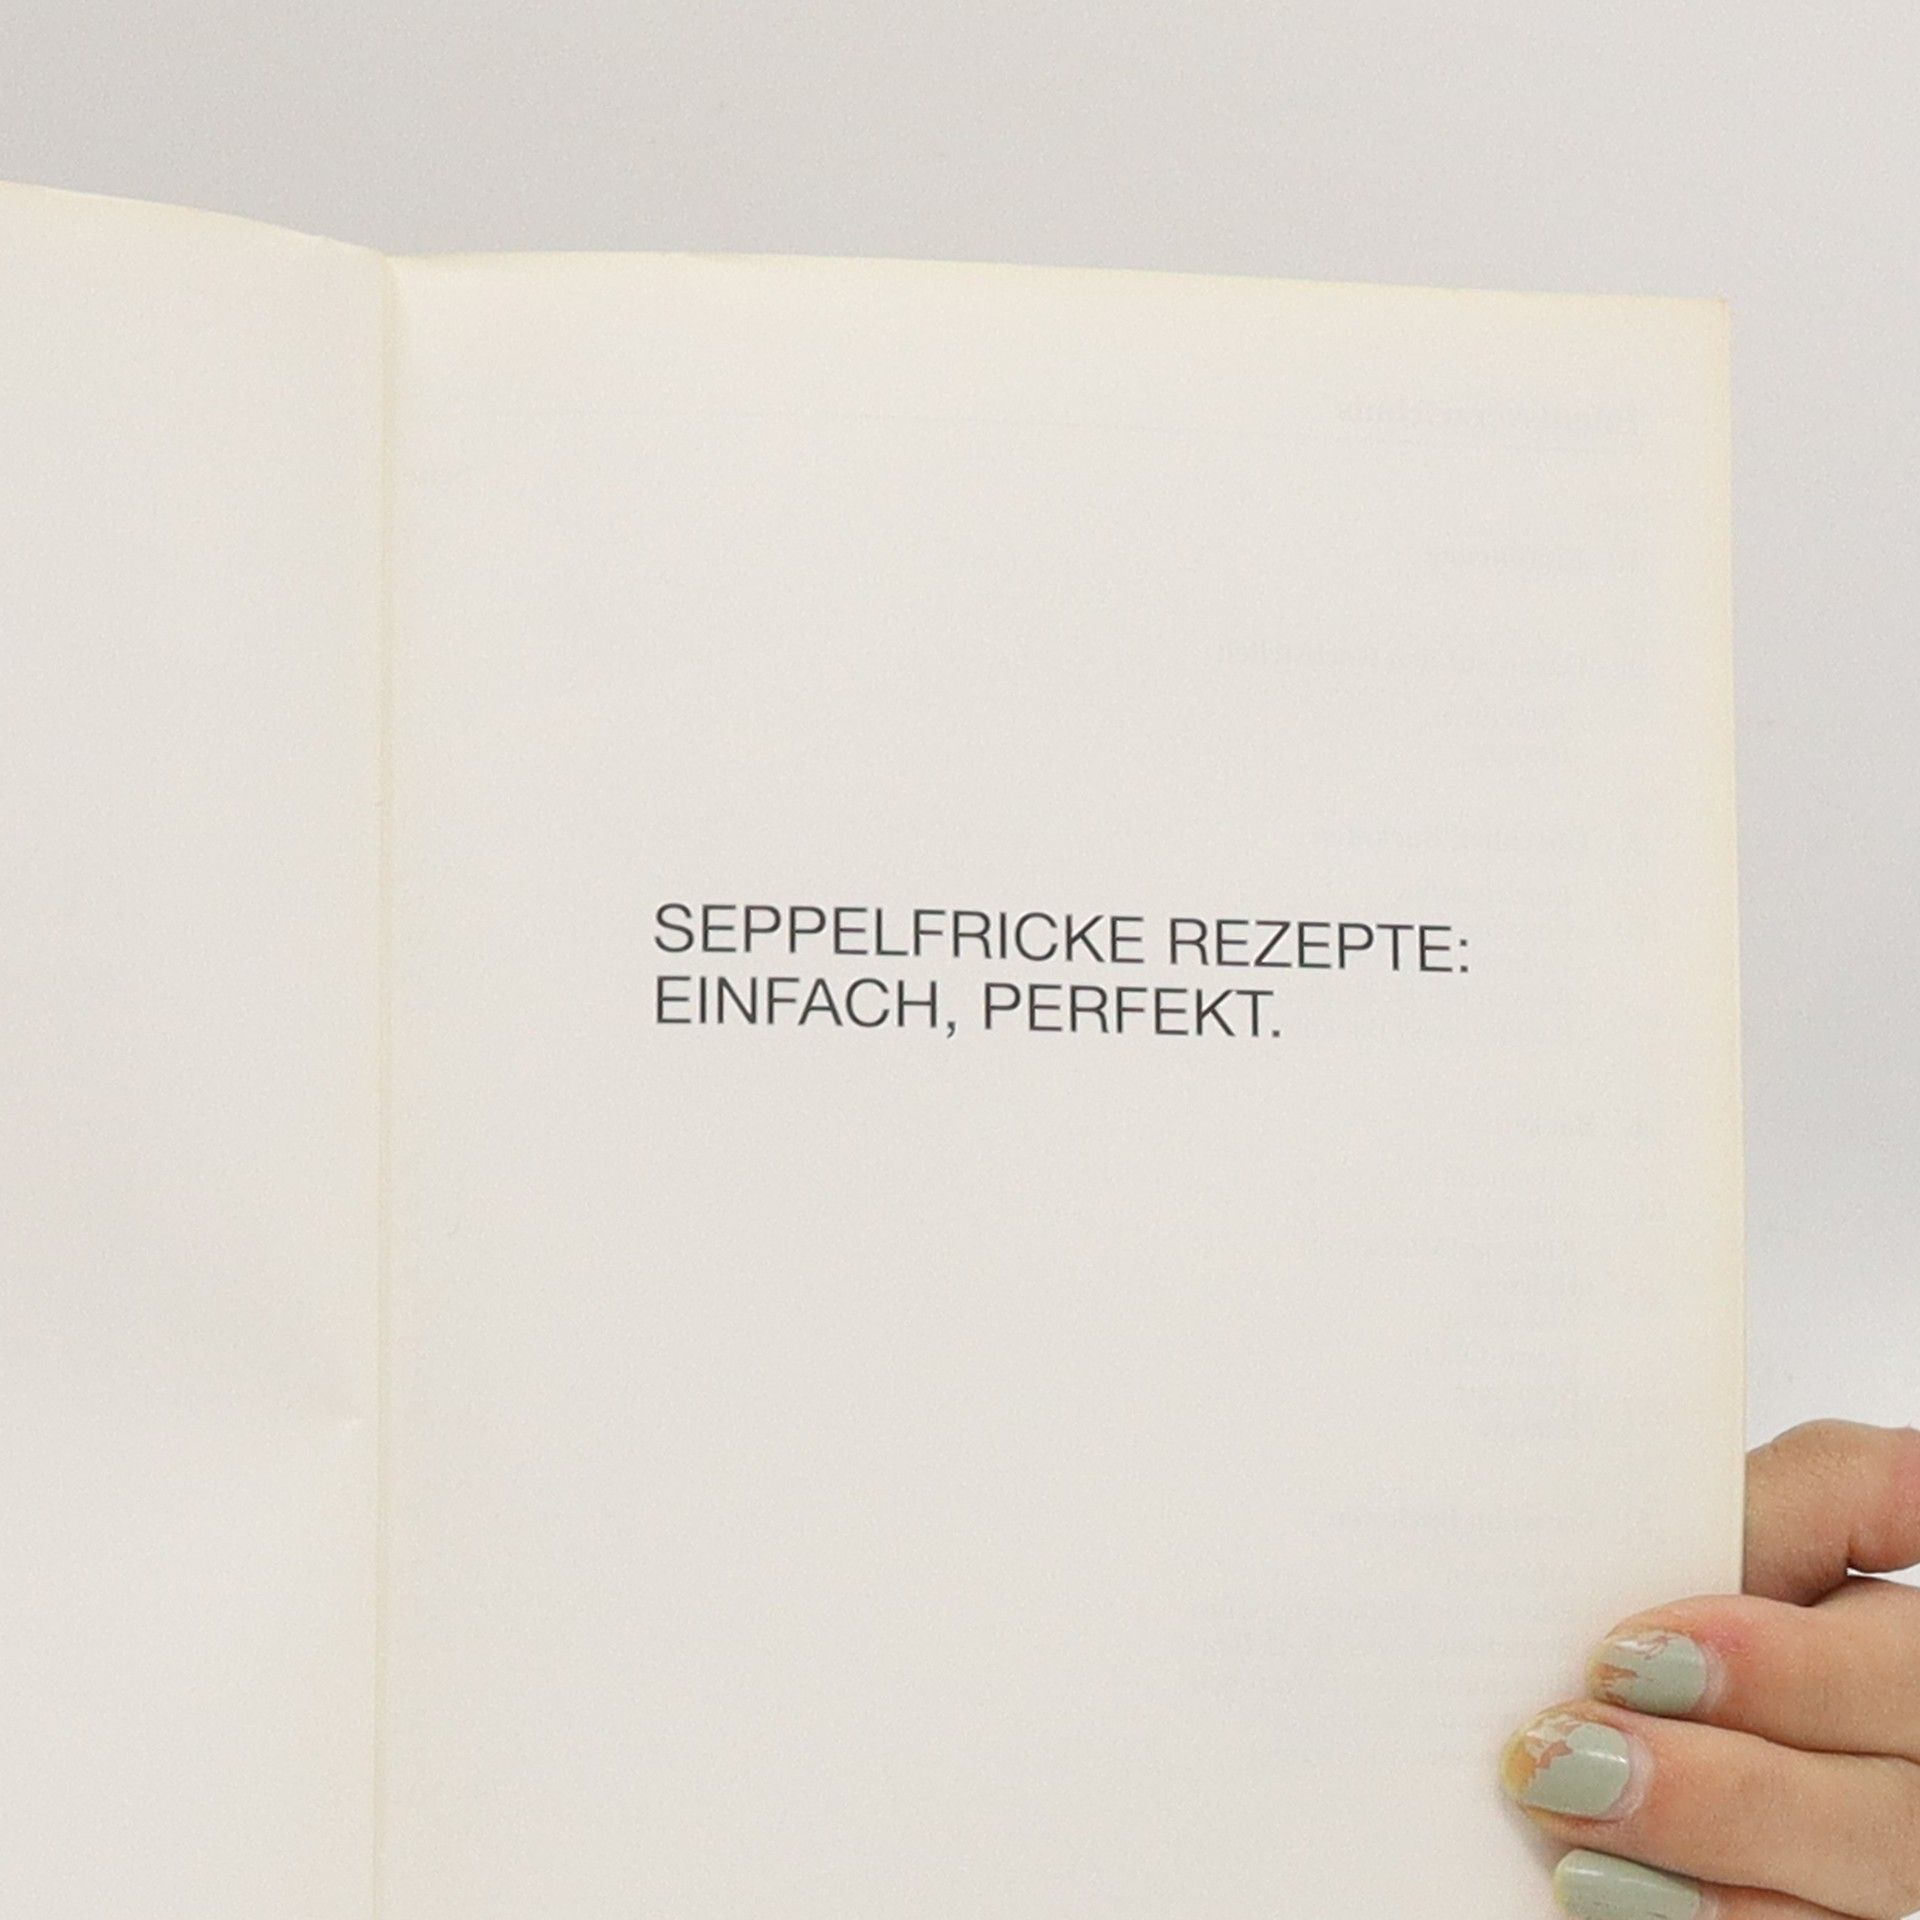 SEPPELFRICKE REZEPTE:
EINFACH, PERFEKT.